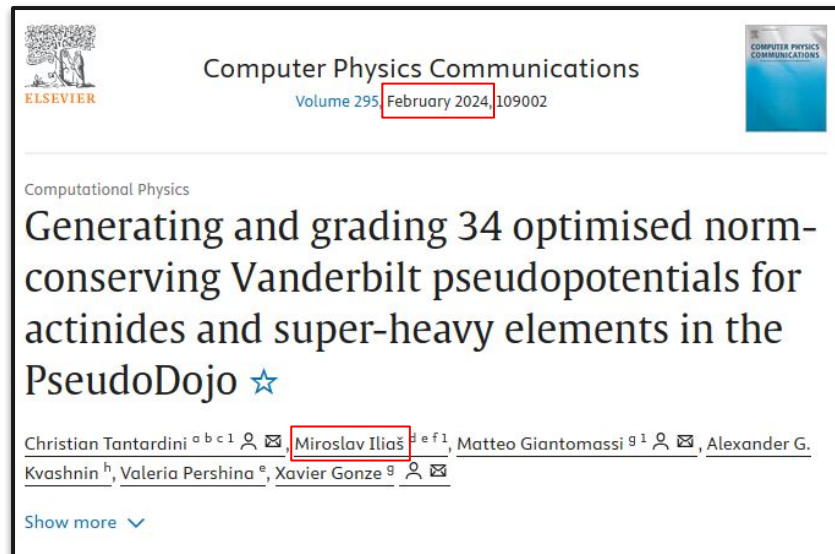 ELSEVIER
Computer Physics Communications
Volume 295, February 2024, 109002
COMPUTER PHYSICS
COMMUNICATIONS
Computational Physics
Generating and grading 34 optimised norm-
conserving Vanderbilt pseudopotentials for
actinides and super-heavy elements in the
PseudoDojo ☆
Christian Tantardini a b c 1, Miroslav Iliaš d e f 1, Matteo Giantomassi g 1, Alexander G.
Kvashnin h, Valeria Pershina e, Xavier Gonze g
Show more